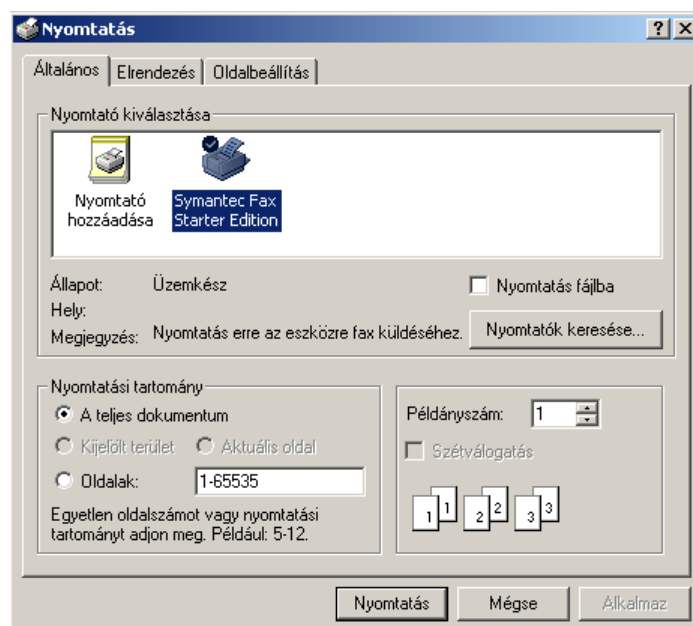 Nyomtatás
Általános Elrendezés Oldalbeállítás
Nyomtató kiválasztása
Nyomtató hozzáadása
Symantec Fax Starter Edition
Állapot: Üzemkész
Nyomtatás fájlba
Hely:
Megjegyzés: Nyomtatás erre az eszközre fax küldéséhez.
Nyomtatók keresése...
Nyomtatási tartomány
A teljes dokumentum
Kijelölt terület Aktuális oldal
Oldalak: 1-65535
Egyetlen oldalszámot vagy nyomtatási
tartományt adjon meg. Például: 5-12.
Példányszám: 1
Szétválogatás
1 1 2 2 3 3
Nyomtatás Mégse Alkalmaz